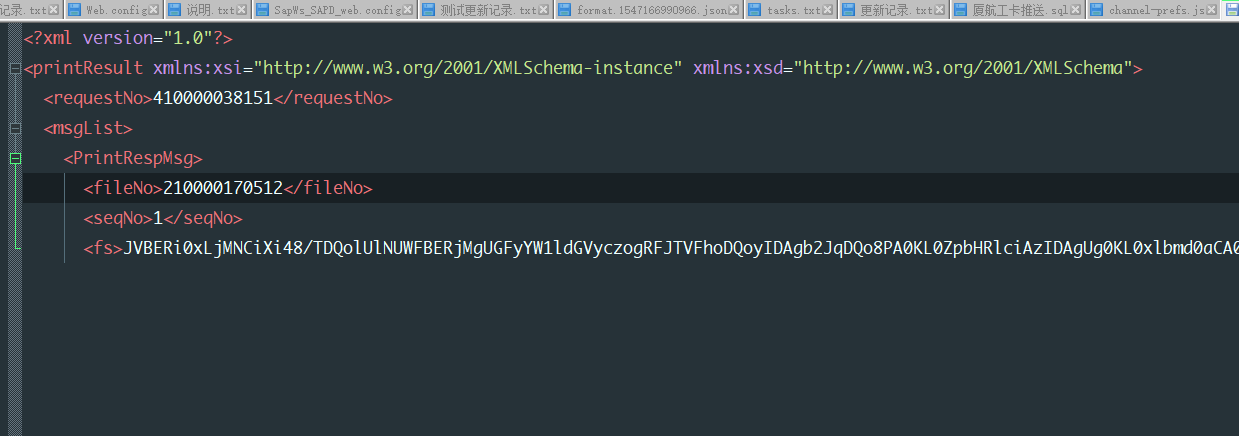 记录.txt Web.config 说明.txt SapWs_SAPD_web.config 测试更新记录.txt format.1547166990966.json tasks.txt 更新记录.txt 厦航工卡推送.sql channel-prefs.js
<?xml version="1.0"?>
<printResult xmlns:xsi="http://www.w3.org/2001/XMLSchema-instance" xmlns:xsd="http://www.w3.org/2001/XMLSchema">
<requestNo>410000038151</requestNo>
<msgList>
<PrintRespMsg>
<fileNo>210000170512</fileNo>
<seqNo>1</seqNo>
<fs>JVBERi0xLjMNCiXi48/TDQolUlNUWFBERjMgUGFyYW1ldGVyczogRFJTVFhoDQoyIDAgb2JqDQo8PA0KL0ZpbHRlciAzIDAgUg0KL0xlbmd0aCA0